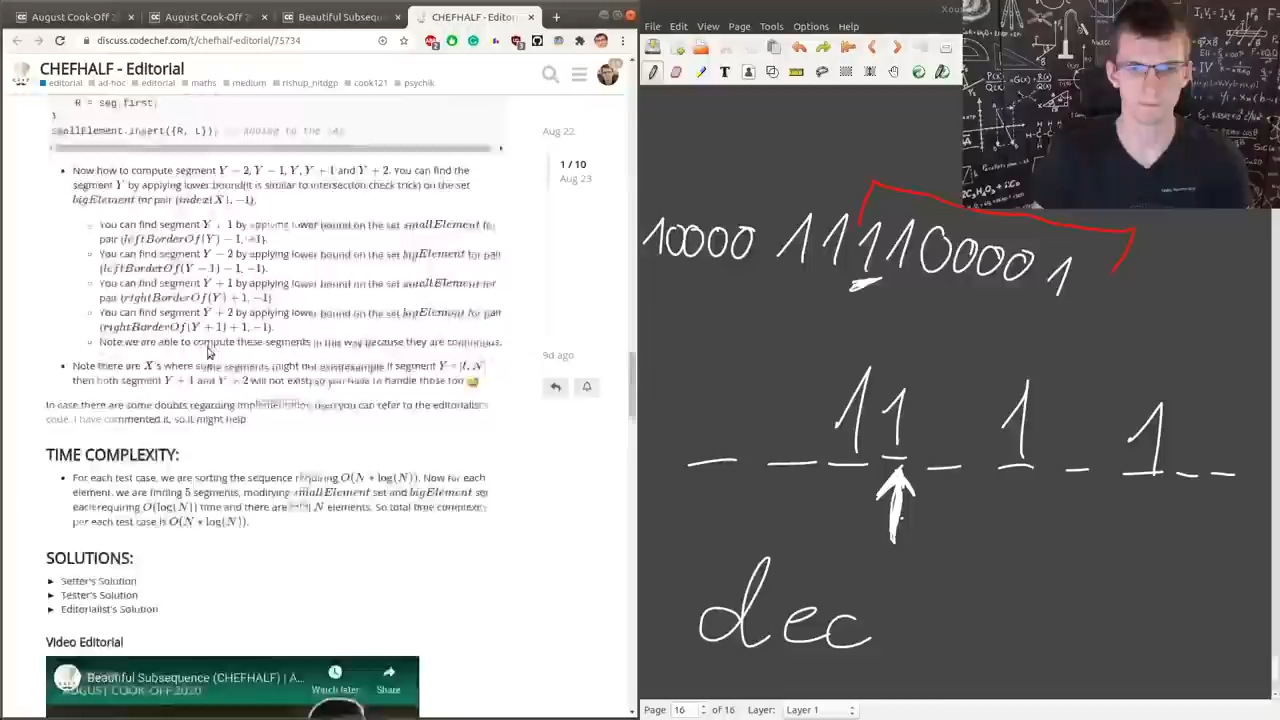 August Cook-Off 2
August Cook-Off 20
Beautiful Subsequ
CHEFHALF - Editor
discuss.codechef.com/t/chefhalf-editorial/75734
CHEFHALF - Editorial
editorial ad-hoc greedy maths medium rishup_nitdgp cook121 psychik
R = seg.first;
}
smallElement.insert({R, L}); // adding to the set
Now how to compute segment Y − 2, Y − 1, Y, Y + 1 and Y + 2. You can find the
segment Y by applying lower bound(it is similar to intersection check trick) on the set
bigElement for pair (index(X), -1).
You can find segment Y - 1 by applying lower bound on the set smallElement for
pair (leftBorderOf(Y) − 1, -1).
You can find segment Y − 2 by applying lower bound on the set bigElement for pair
(leftBorderOf(Y − 1) − 1, −1).
You can find segment Y + 1 by applying lower bound on the set smallElement for
pair (rightBorderOf(Y) + 1, −1).
You can find segment Y + 2 by applying lower bound on the set bigElement for pair
(rightBorderOf(Y + 1) + 1, −1).
Note we are able to compute these segments in this way because they are continuous.
Note there are X's where some segments might not exist
if segment Y = [l, N]
then both segment Y + 1 and Y + 2 will not exist so you have to handle those too
In case there are some doubts regarding implementation then you can refer to the editorialist's
code. I have commented it, so it might help
TIME COMPLEXITY:
For each test case, we are sorting the sequence requiring O(N * log(N)). Now for each
element, we are finding 5 segments, modifying smallElement set and bigElement set
each requiring O(log(N)) time and there are N elements. So total time complexity
per each test case is O(N * log(N)).
SOLUTIONS:
Setter's Solution
Tester's Solution
Editorialist's Solution
Video Editorial
Beautiful Subsequence (CHEFHALF) | A...
AUGUST COOK-OFF 2020
Watch later
Share
Aug 22
1 / 10
Aug 23
9d ago
File Edit View Page Tools Options Help
10000 111100001
11 1 1
dec
Page 16 of 16 Layer: Layer 1